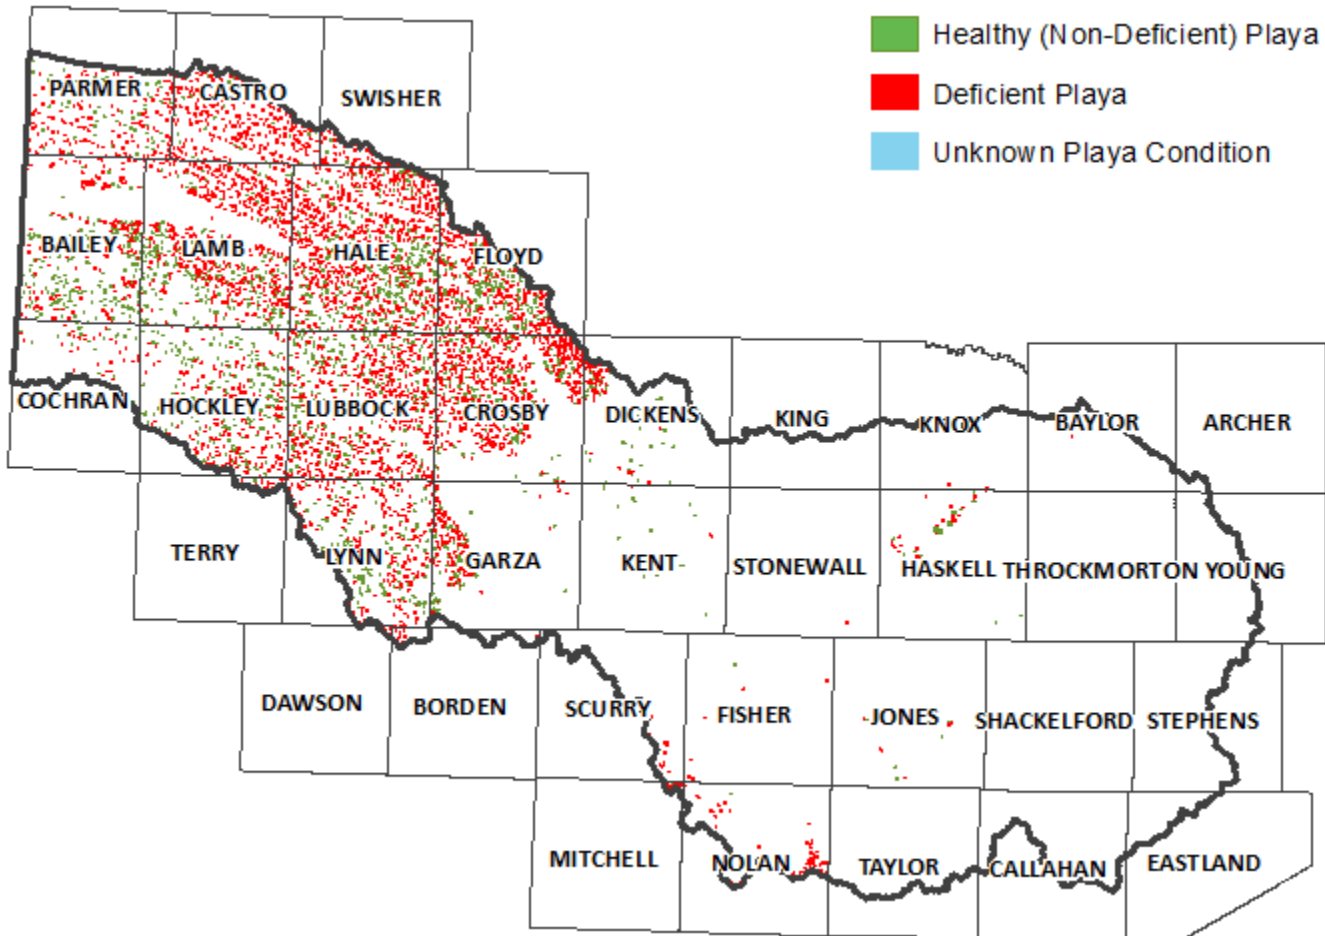 Healthy (Non-Deficient) Playa
Deficient Playa
Unknown Playa Condition
PARMER
CASTRO
SWISHER
BAILEY
LAMB
HALE
FLOYD
COCHRAN
HOCKLEY
LUBBOCK
CROSBY
DICKENS
KING
KNOX
BAYLOR
ARCHER
TERRY
LYNN
GARZA
KENT
STONEWALL
HASKELL
THROCKMORTON
YOUNG
DAWSON
BORDEN
SCURRY
FISHER
JONES
SHACKELFORD
STEPHENS
MITCHELL
NOLAN
TAYLOR
CALLAHAN
EASTLAND